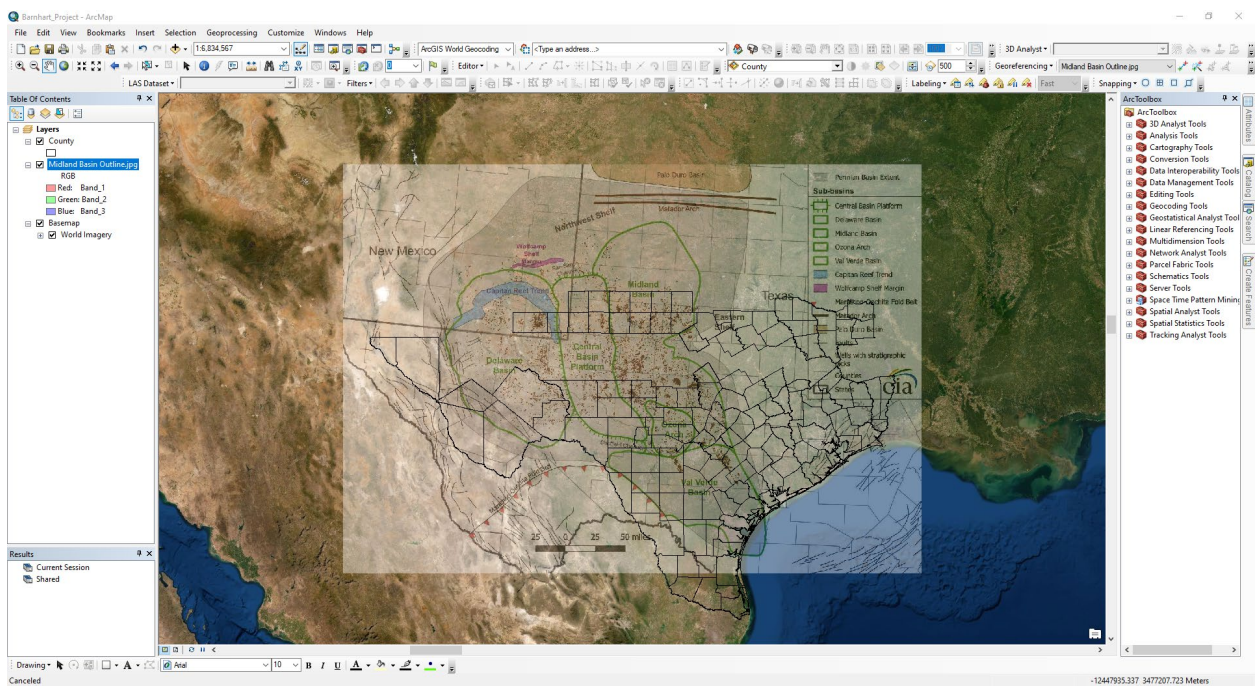 Barnhart_Project - ArcMap
File Edit View Bookmarks Insert Selection Geoprocessing Customize Windows Help
1:6,834,567
ArcGIS World Geocoding
<Type an address...>
3D Analyst
Editor
County
500
Georeferencing
Midland Basin Outline.jpg
LAS Dataset
Filters
Labeling
Fast
Snapping
Table Of Contents
Layers
County
Midland Basin Outline.jpg
RGB
Red: Band_1
Green: Band_2
Blue: Band_3
Basemap
World Imagery
Results
Current Session
Shared
Palo Duro Basin
Matador Arch
Northwest Shelf
New Mexico
Wolfcamp
Shelf
Margin
Capitan Reef Trend
Midland
Basin
Texas
Eastern
Shelf
Delaware
Basin
Central
Basin
Platform
Ozona
Arch
Val Verde
Basin
25 0 25 50 miles
Permian Basin Extent
Sub-basins
Central Basin Platform
Delaware Basin
Midland Basin
Ozona Arch
Val Verde Basin
Capitan Reef Trend
Wolfcamp Shelf Margin
Marathon-Ouachita Fold Belt
Matador Arch
Palo Duro Basin
Wells with stratigraphic
picks
Counties
States
eia
ArcToolbox
ArcToolbox
3D Analyst Tools
Analysis Tools
Cartography Tools
Conversion Tools
Data Interoperability Tools
Data Management Tools
Editing Tools
Geocoding Tools
Geostatistical Analyst Tool
Linear Referencing Tools
Multidimension Tools
Network Analyst Tools
Parcel Fabric Tools
Schematics Tools
Server Tools
Space Time Pattern Mining
Spatial Analyst Tools
Spatial Statistics Tools
Tracking Analyst Tools
Attributes
Catalog
Search
Create Features
Drawing
A
Arial
10
B I U A
Canceled
-12447935.337 3477207.723 Meters